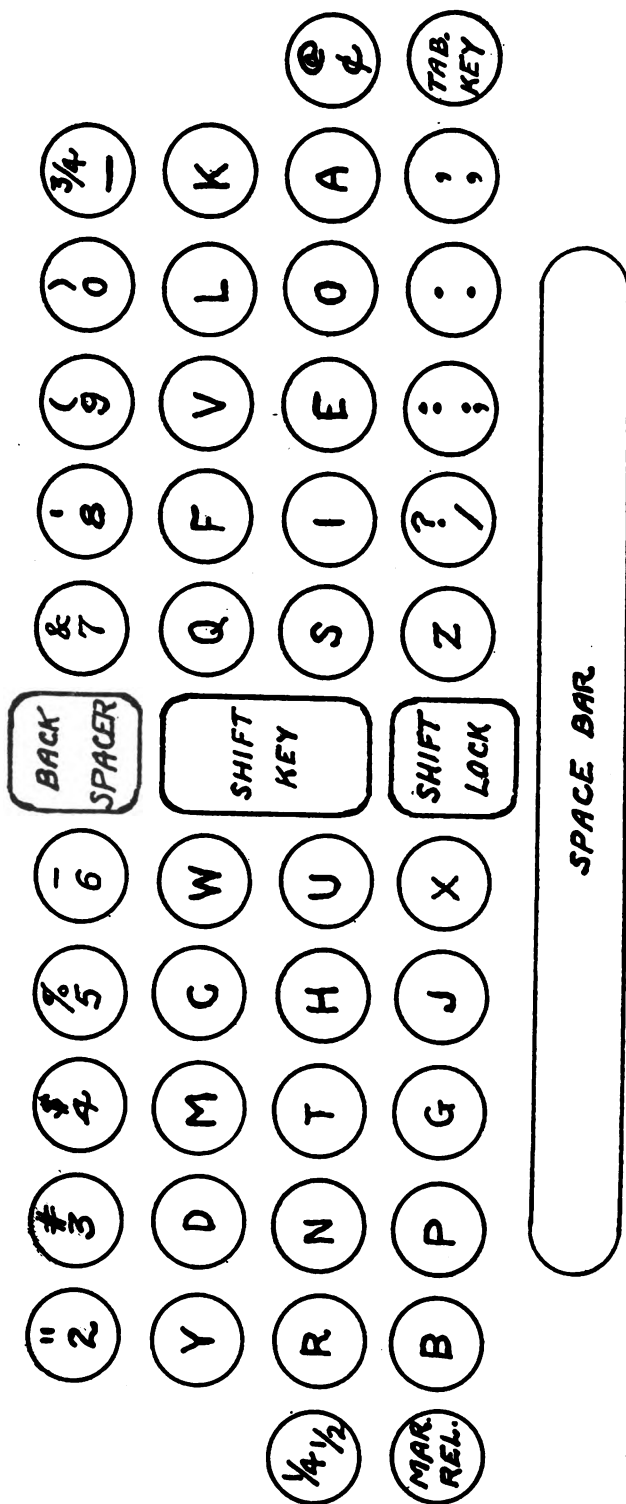 " # $ % - BACK & ' ( ) 3/4
2 3 4 5 6 SPACER 7 8 9 0 —
Y D M C W SHIFT KEY Q F V L K
1/4 1/2 R N T H U S I E O A @ ¢
MAR. REL. B P G J X SHIFT LOCK Z ? / : ; . . , , TAB. KEY
SPACE BAR